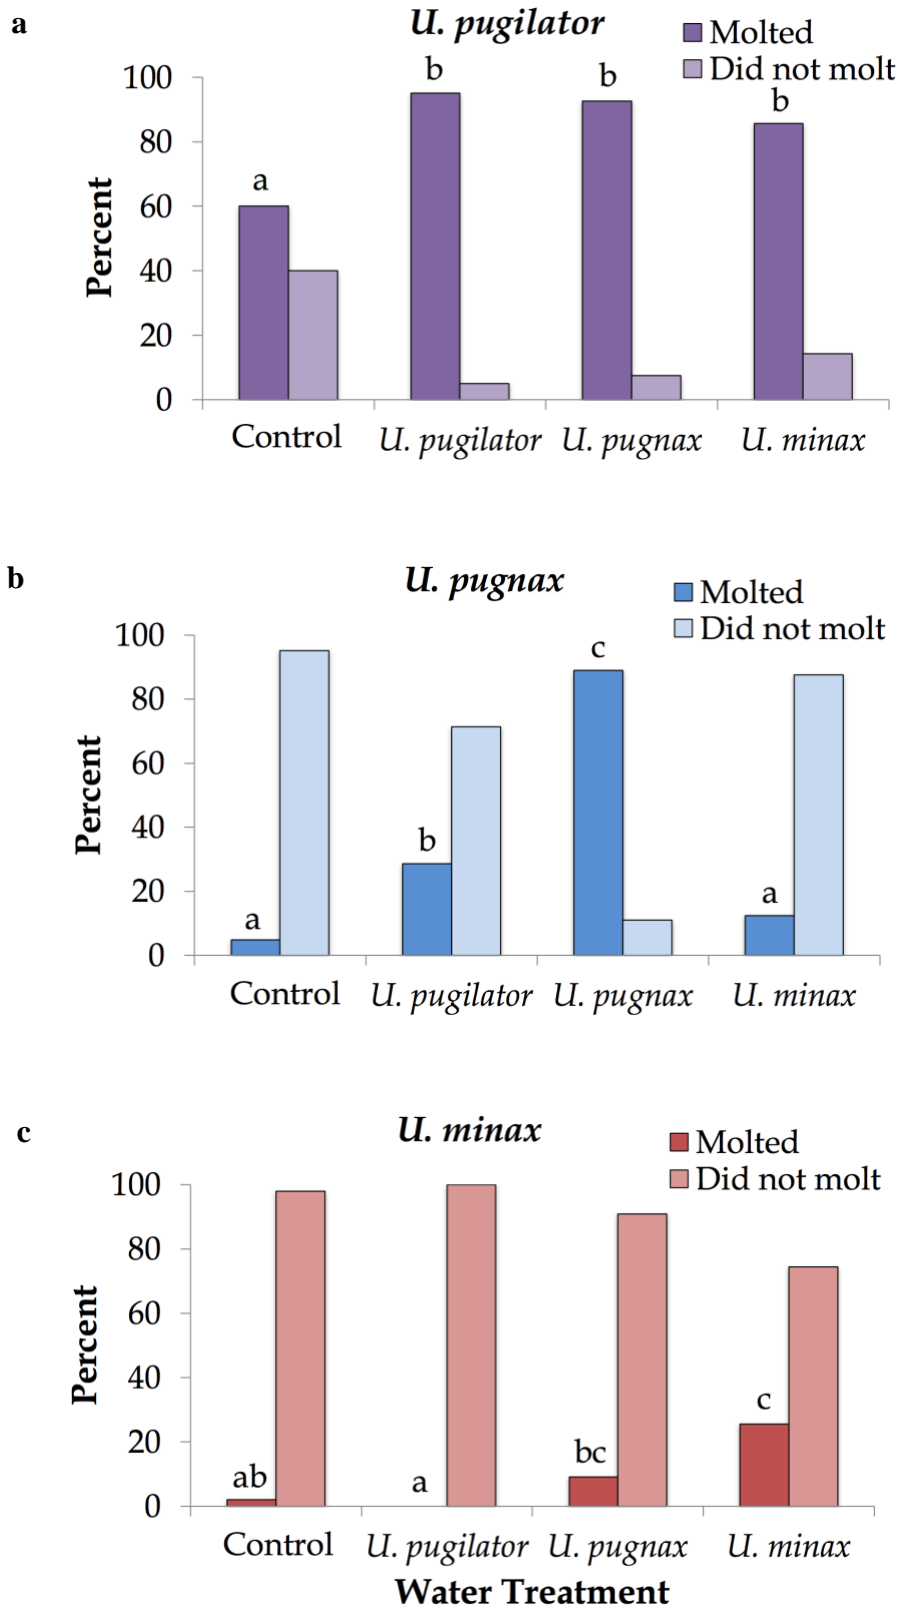 a
U. pugilator
Molted
Did not molt
100
80
60
40
20
0
Percent
a
b
b
b
Control
U. pugilator
U. pugnax
U. minax
b
U. pugnax
Molted
Did not molt
100
80
60
40
20
0
Percent
a
b
c
a
Control
U. pugilator
U. pugnax
U. minax
c
U. minax
Molted
Did not molt
100
80
60
40
20
0
Percent
ab
a
bc
c
Control
U. pugilator
U. pugnax
U. minax
Water Treatment